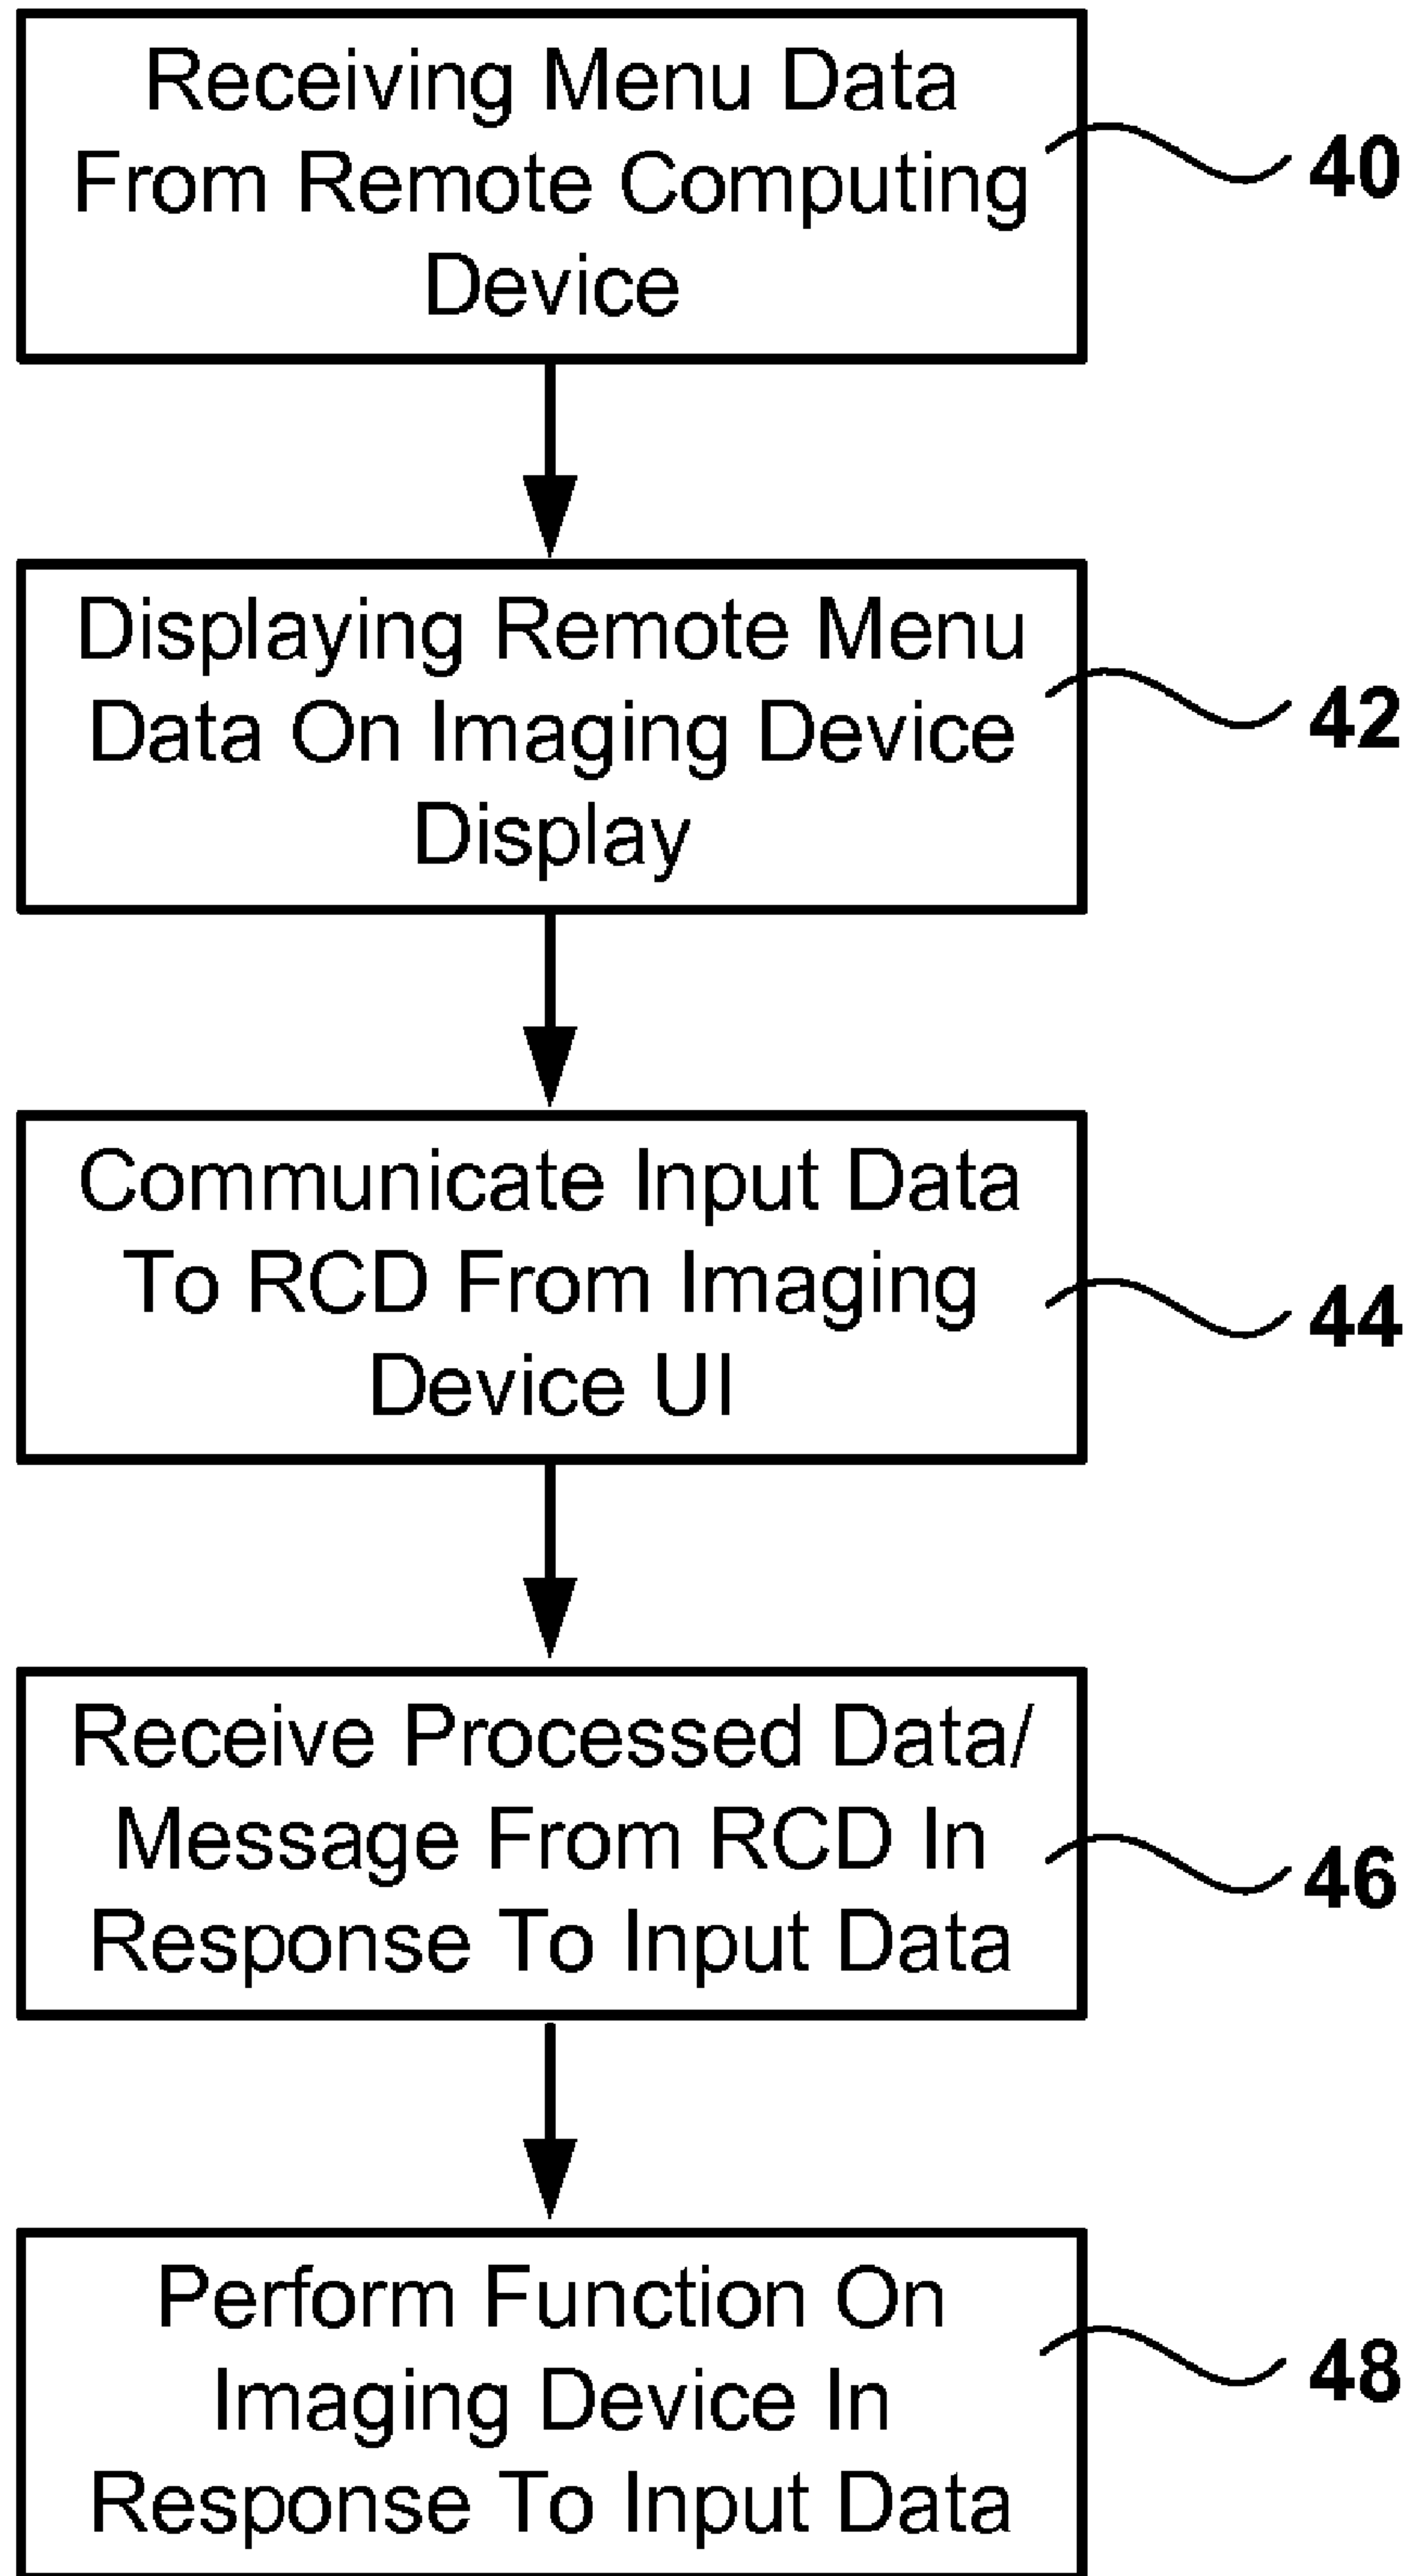 Receiving Menu Data
From Remote Computing
Device
40
Displaying Remote Menu
Data On Imaging Device
Display
42
Communicate Input Data
To RCD From Imaging
Device UI
44
Receive Processed Data/
Message From RCD In
Response To Input Data
46
Perform Function On
Imaging Device In
Response To Input Data
48